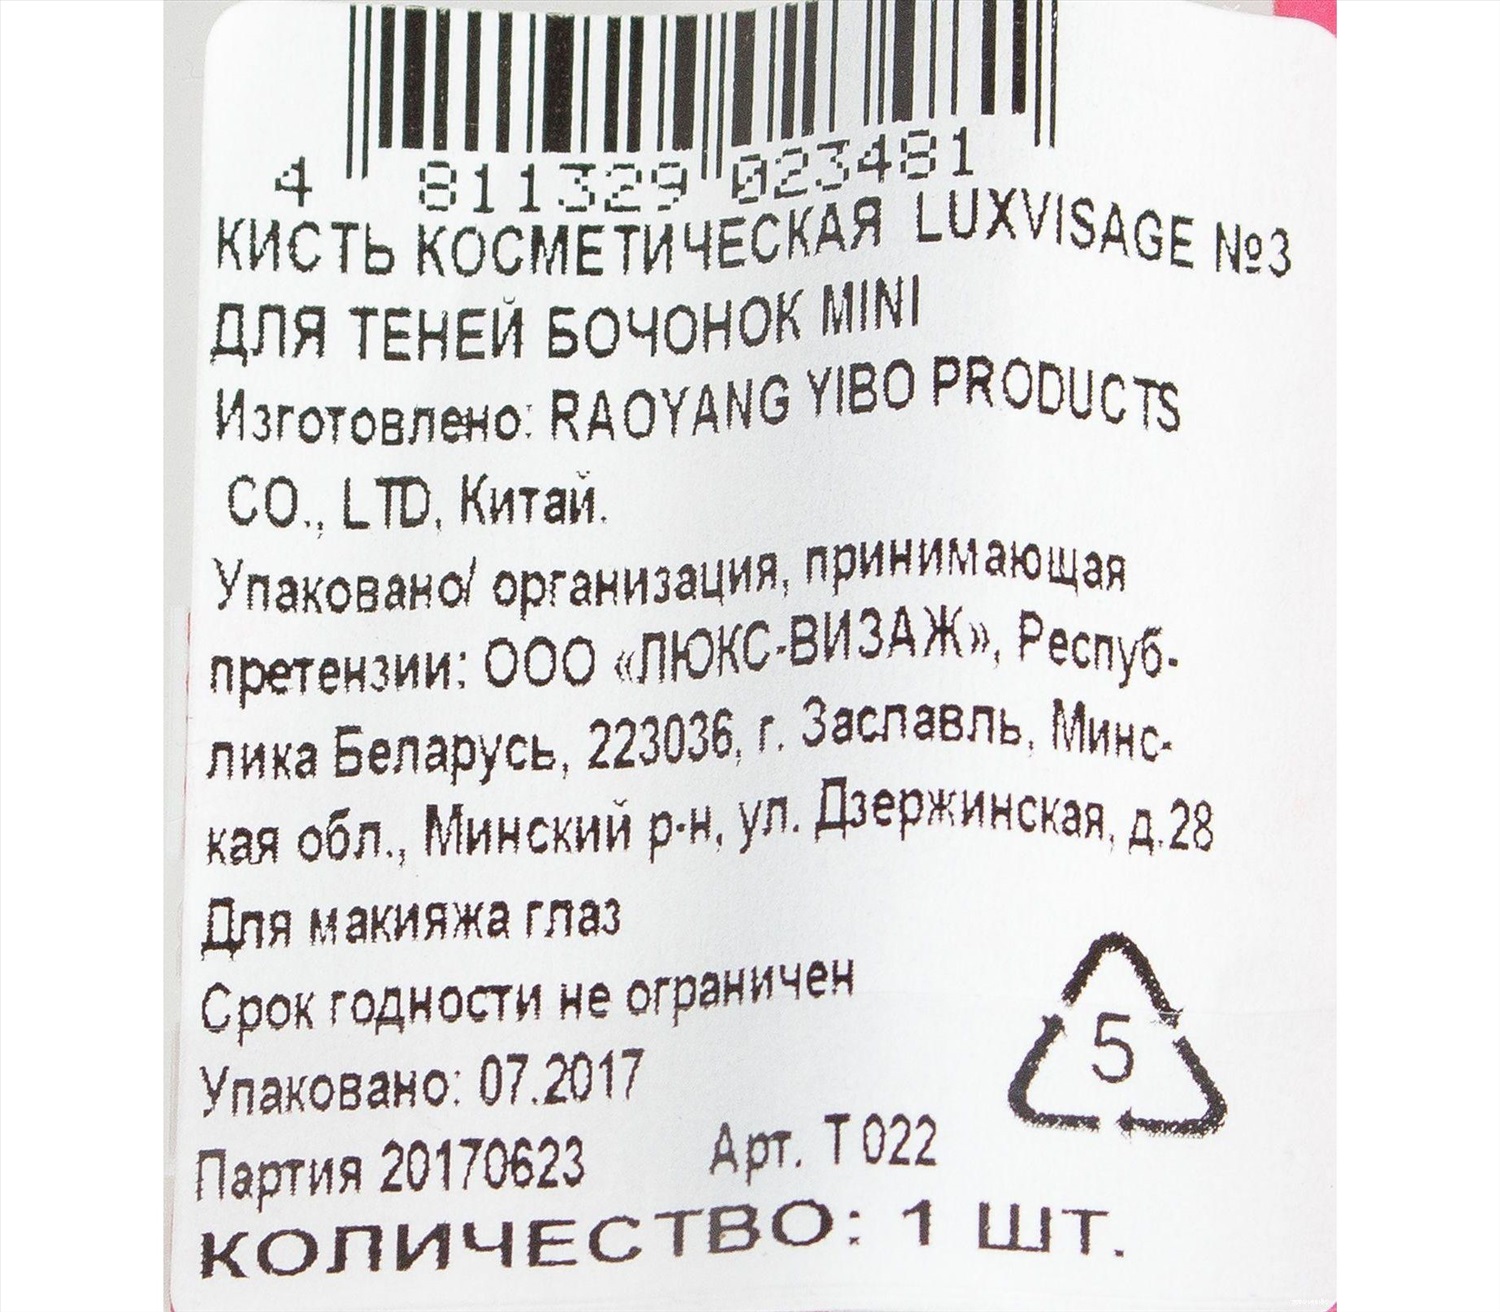 4 811329 023481
КИСТЬ КОСМЕТИЧЕСКАЯ LUXVISAGE №3
ДЛЯ ТЕНЕЙ БОЧОНОК MINI
Изготовлено: RAOYANG YIBO PRODUCTS
CO., LTD, Китай.
Упаковано/ организация, принимающая
претензии: ООО «ЛЮКС-ВИЗАЖ», Респуб-
лика Беларусь, 223036, г. Заславль, Минс-
кая обл., Минский р-н, ул. Дзержинская, д.28
Для макияжа глаз
Срок годности не ограничен
Упаковано: 07.2017
Партия 20170623 Арт. Т 022
КОЛИЧЕСТВО: 1 ШТ.
5